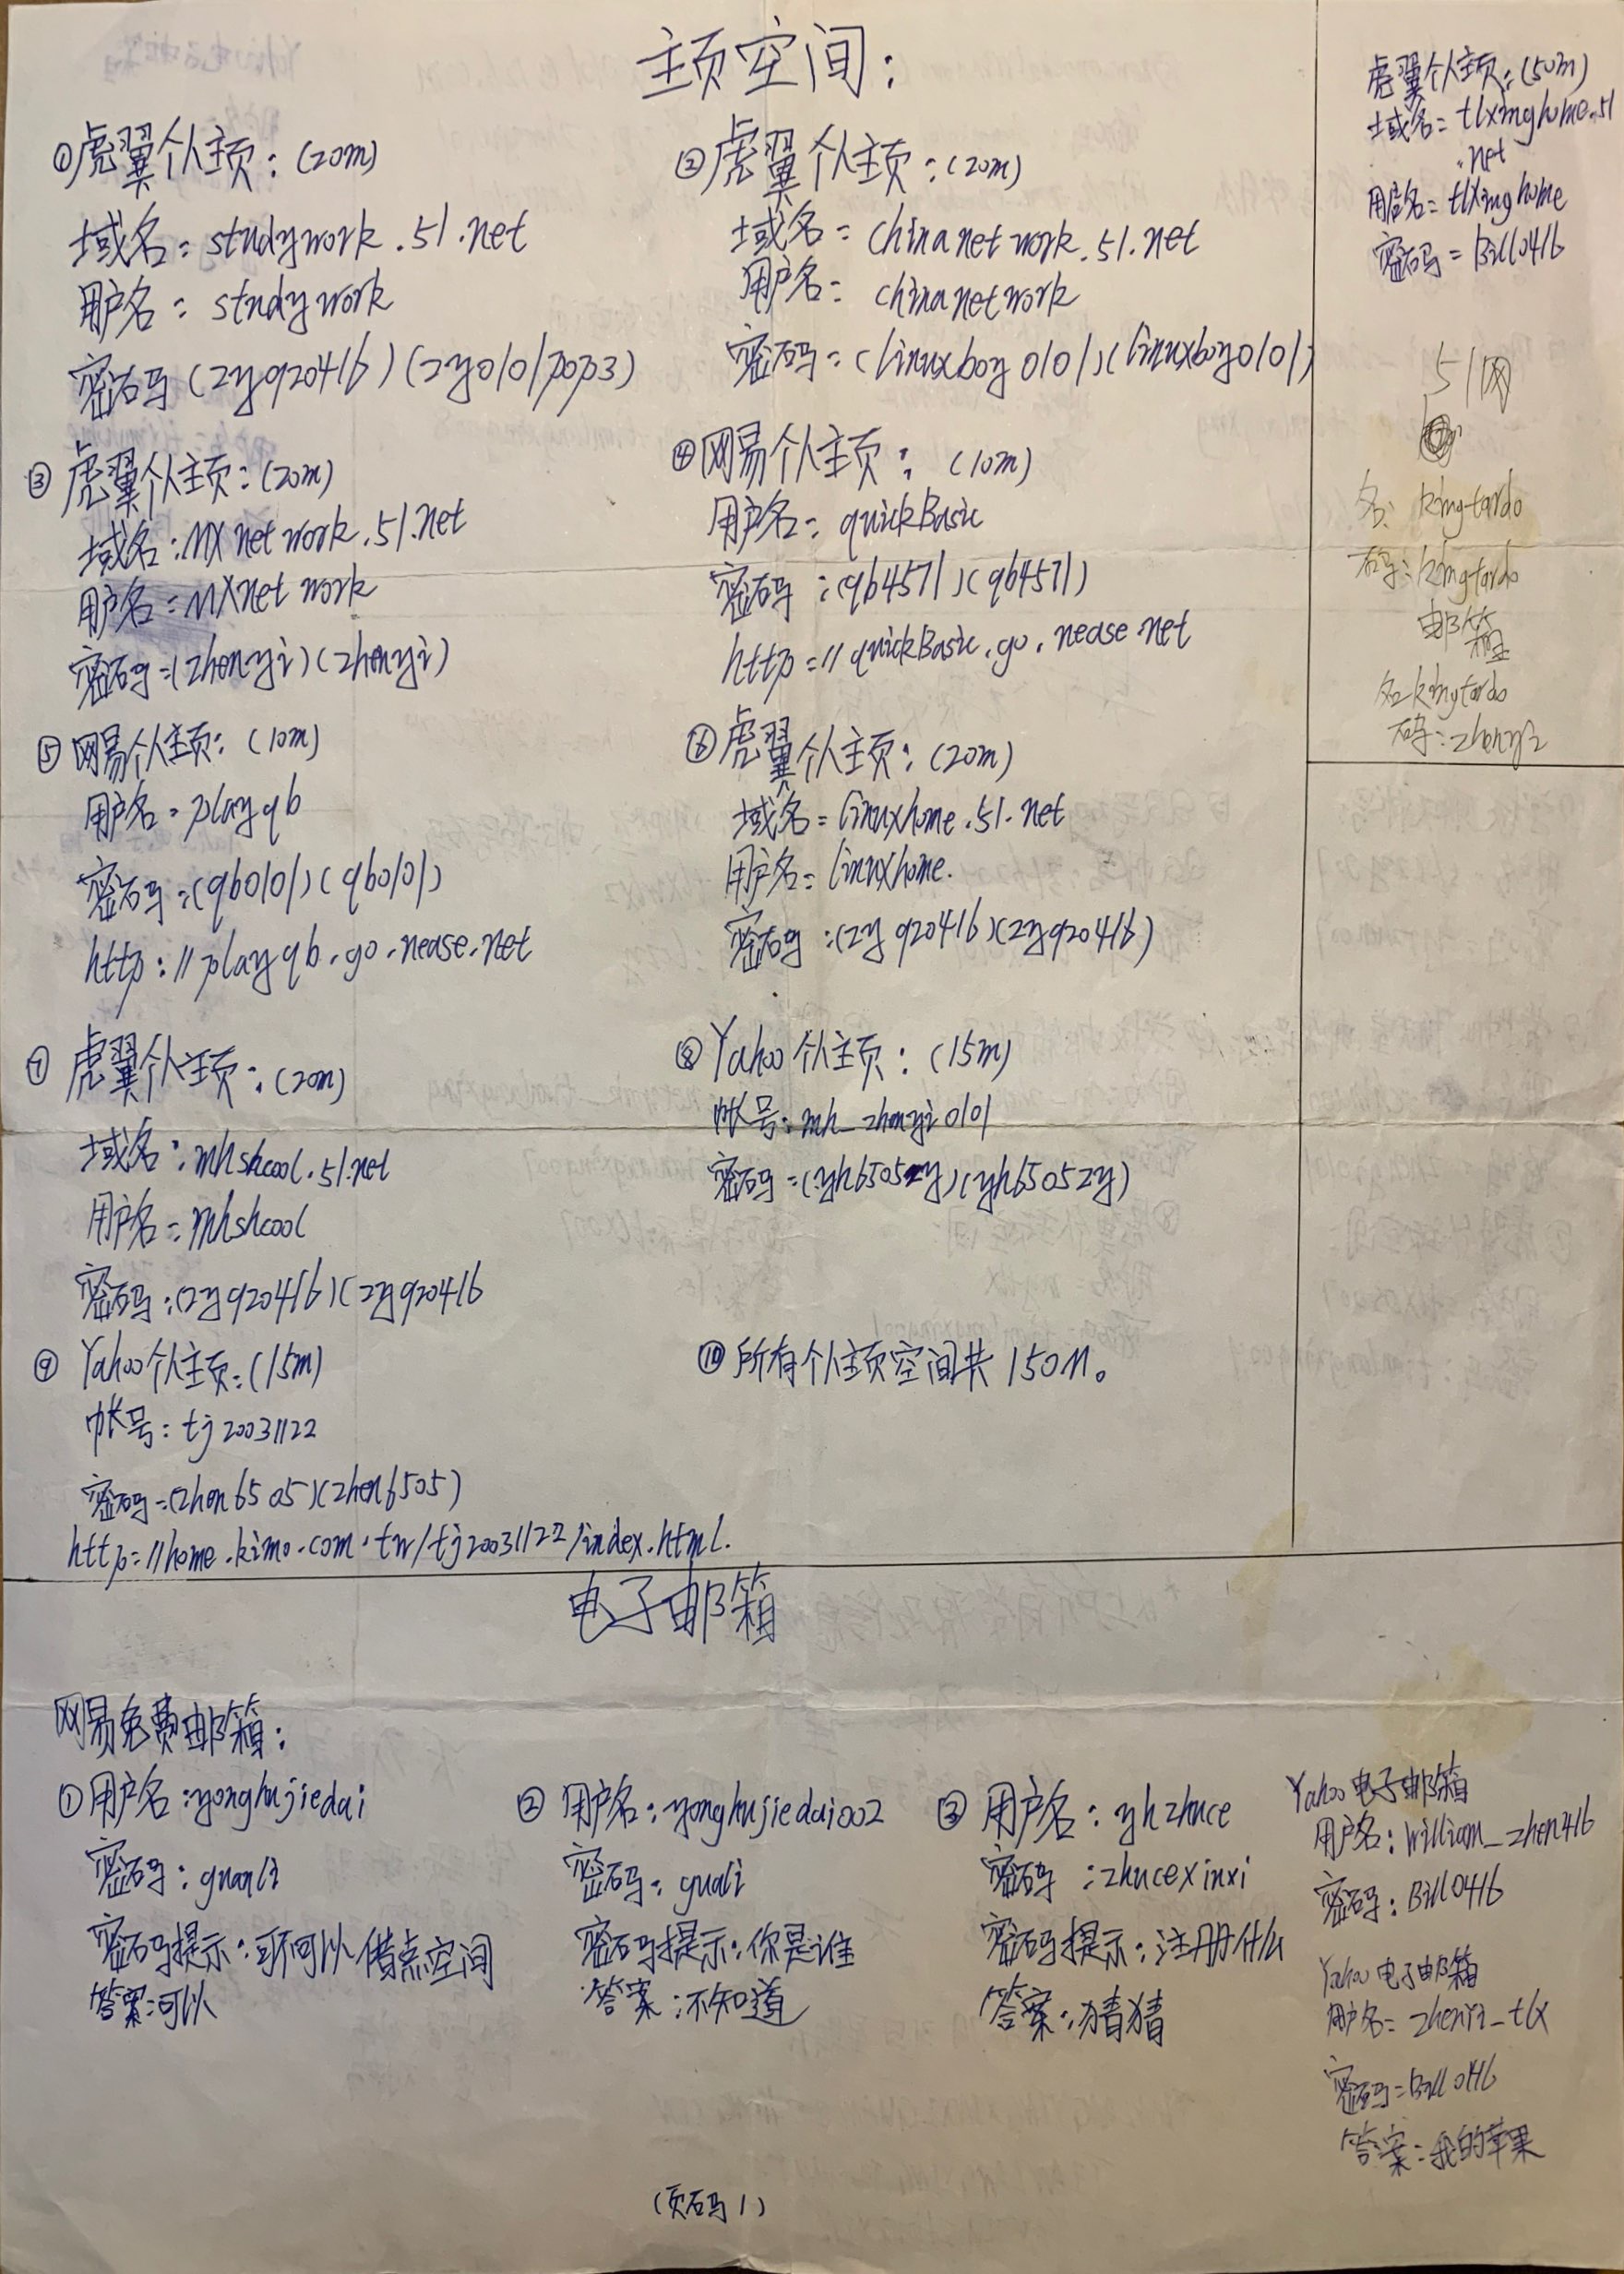 主页空间:
①虎翼个人主页:(20m)
域名:studywork.51.net
用户名:studywork
密码(zyq20416)(zy0101pop3)
②虎翼个人主页:(20m)
域名:chinanetwork.51.net
用户名:chinanetwork
密码:(linuxboy0101)(linuxboy0101)
③虎翼个人主页:(20m)
域名:MXnetwork.51.net
用户名:MXnetwork
密码:(zhenyi)(zhenyi)
④网易个人主页:(10m)
用户名:quickBasic
密码:(qb4571)(qb4571)
http://quickBasic.go.nease.net
⑤网易个人主页:(10m)
用户名:playqb
密码:(qb0101)(qb0101)
http://playqb.go.nease.net
⑥虎翼个人主页:(20m)
域名:linuxhome.51.net
用户名:linuxhome.
密码:(zyq20416)(zyq20416)
⑦虎翼个人主页:(20m)
域名:mhshcool.51.net
用户名:mhshcool
密码:(zyq20416)(zyq20416
⑧Yahoo个人主页:(15m)
帐号:mh_zhenyi0101
密码:(yh6505zy)(yh6505zy)
⑨Yahoo个人主页:(15m)
帐号:tj20031122
密码:(zhen6505)(zhen6505)
http://home.kimo.com.tw/tj20031122/index.html.
⑩所有个人主页空间共150M。
虎翼个人主页:(50m)
域名:tlxinghome.51
.net
用户名:tlxinghome
密码:Bill0416
51网
名:kingtardo
码:kingtardo
邮箱
名:kingtardo
码:zhenyi
电子邮箱
网易免费邮箱:
①用户名:yonghujiedai
密码:guanli
密码提示:可不可以借点空间
答案:可以
②用户名:yonghujiedai002
密码:guali
密码提示:你是谁
答案:不知道
③用户名:yhzhuce
密码:zhucexinxi
密码提示:注册什么
答案:猜猜
Yahoo电子邮箱
用户名:William_zhen416
密码:Bill0416
Yahoo电子邮箱
用户名:zhenyi_tlx
密码:Bill0416
答案:我的苹果
(页码1)